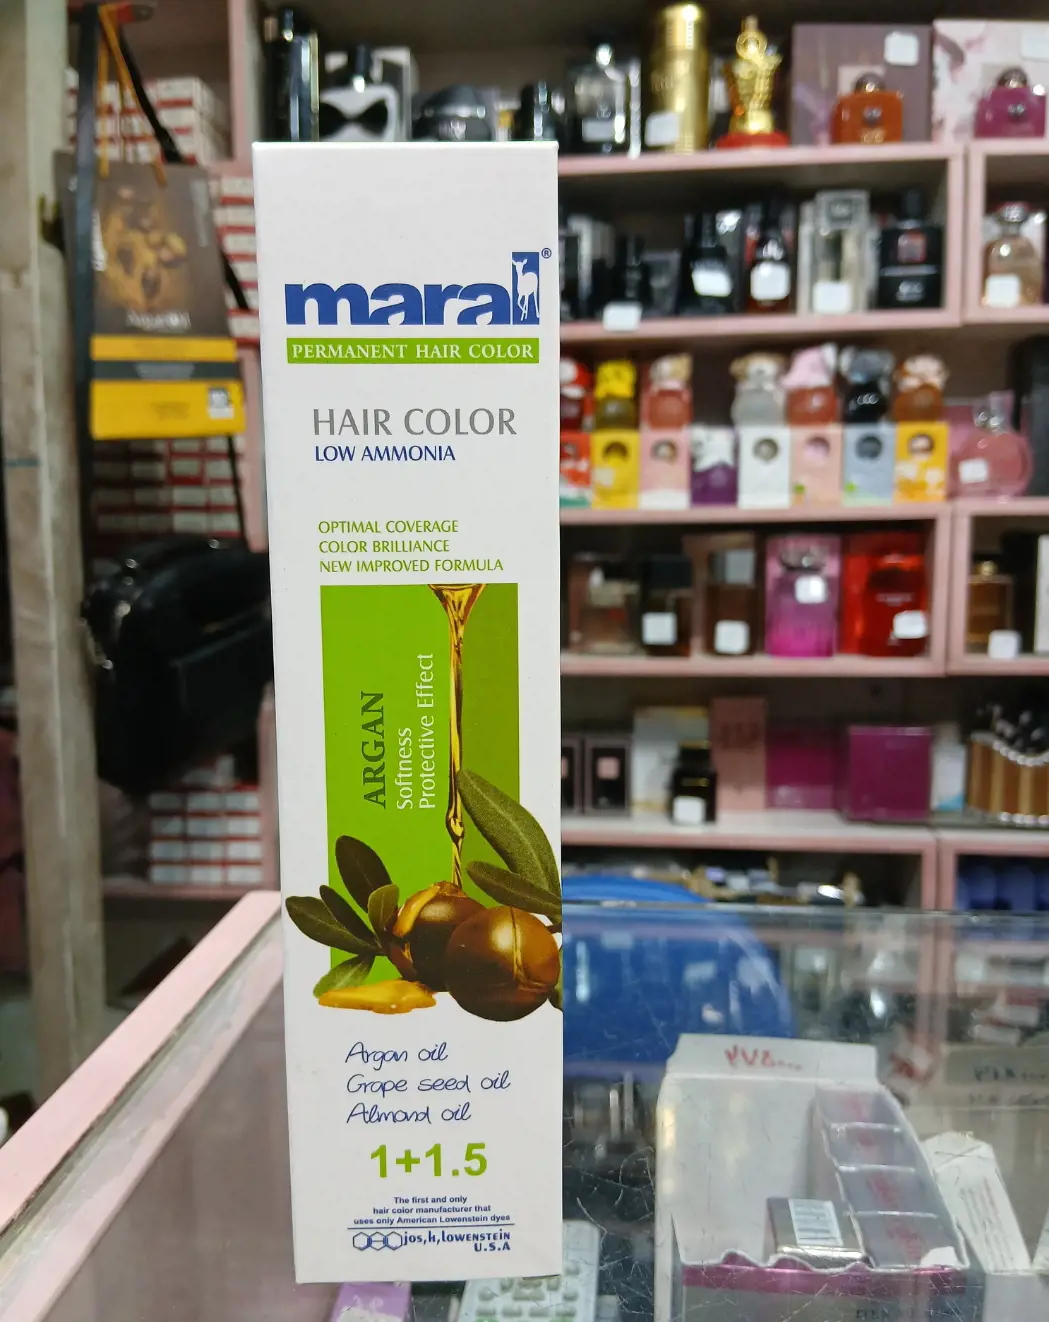 maral®
PERMANENT HAIR COLOR
HAIR COLOR
LOW AMMONIA
OPTIMAL COVERAGE
COLOR BRILLIANCE
NEW IMPROVED FORMULA
ARGAN
Softness
Protective Effect
Argan oil
Grape seed oil
Almond oil
1+1.5
The first and only
hair color manufacturer that
uses only American Lowenstein dyes
jos,h,lowenstein
U.S.A